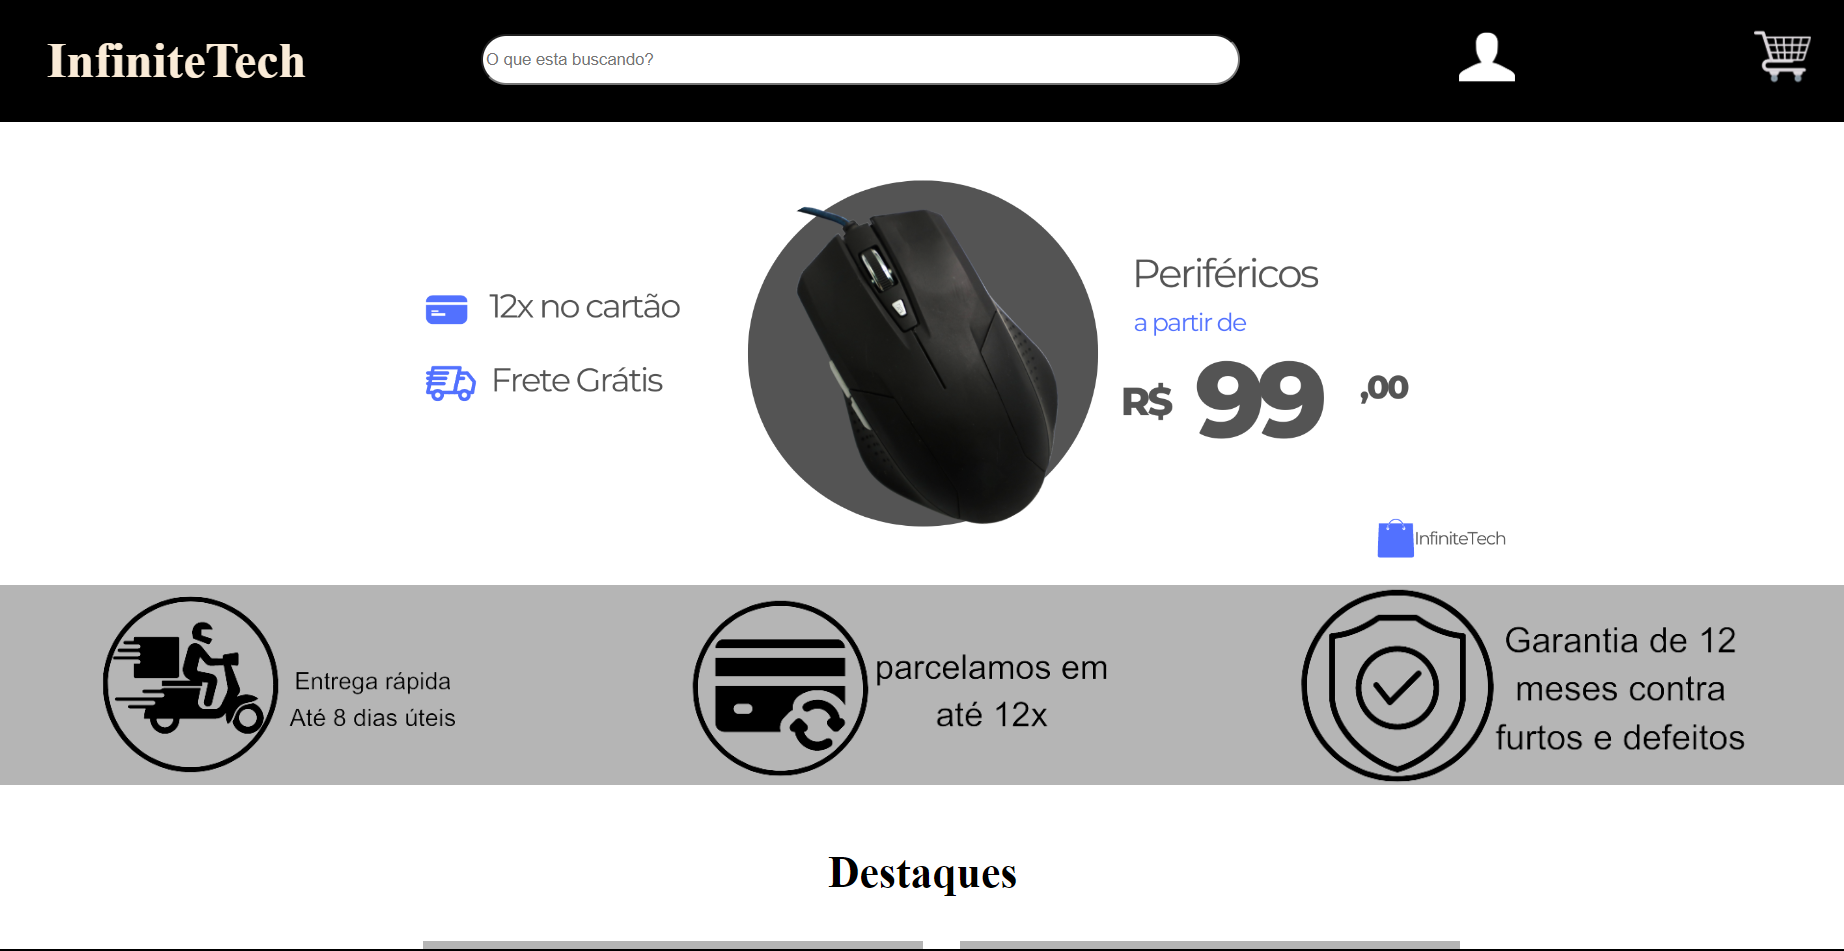 InfiniteTech
O que esta buscando?
12x no cartão
Frete Grátis
Periféricos
a partir de
R$ 99 ,00
InfiniteTech
Entrega rápida
Até 8 dias úteis
parcelamos em
até 12x
Garantia de 12
meses contra
furtos e defeitos
Destaques